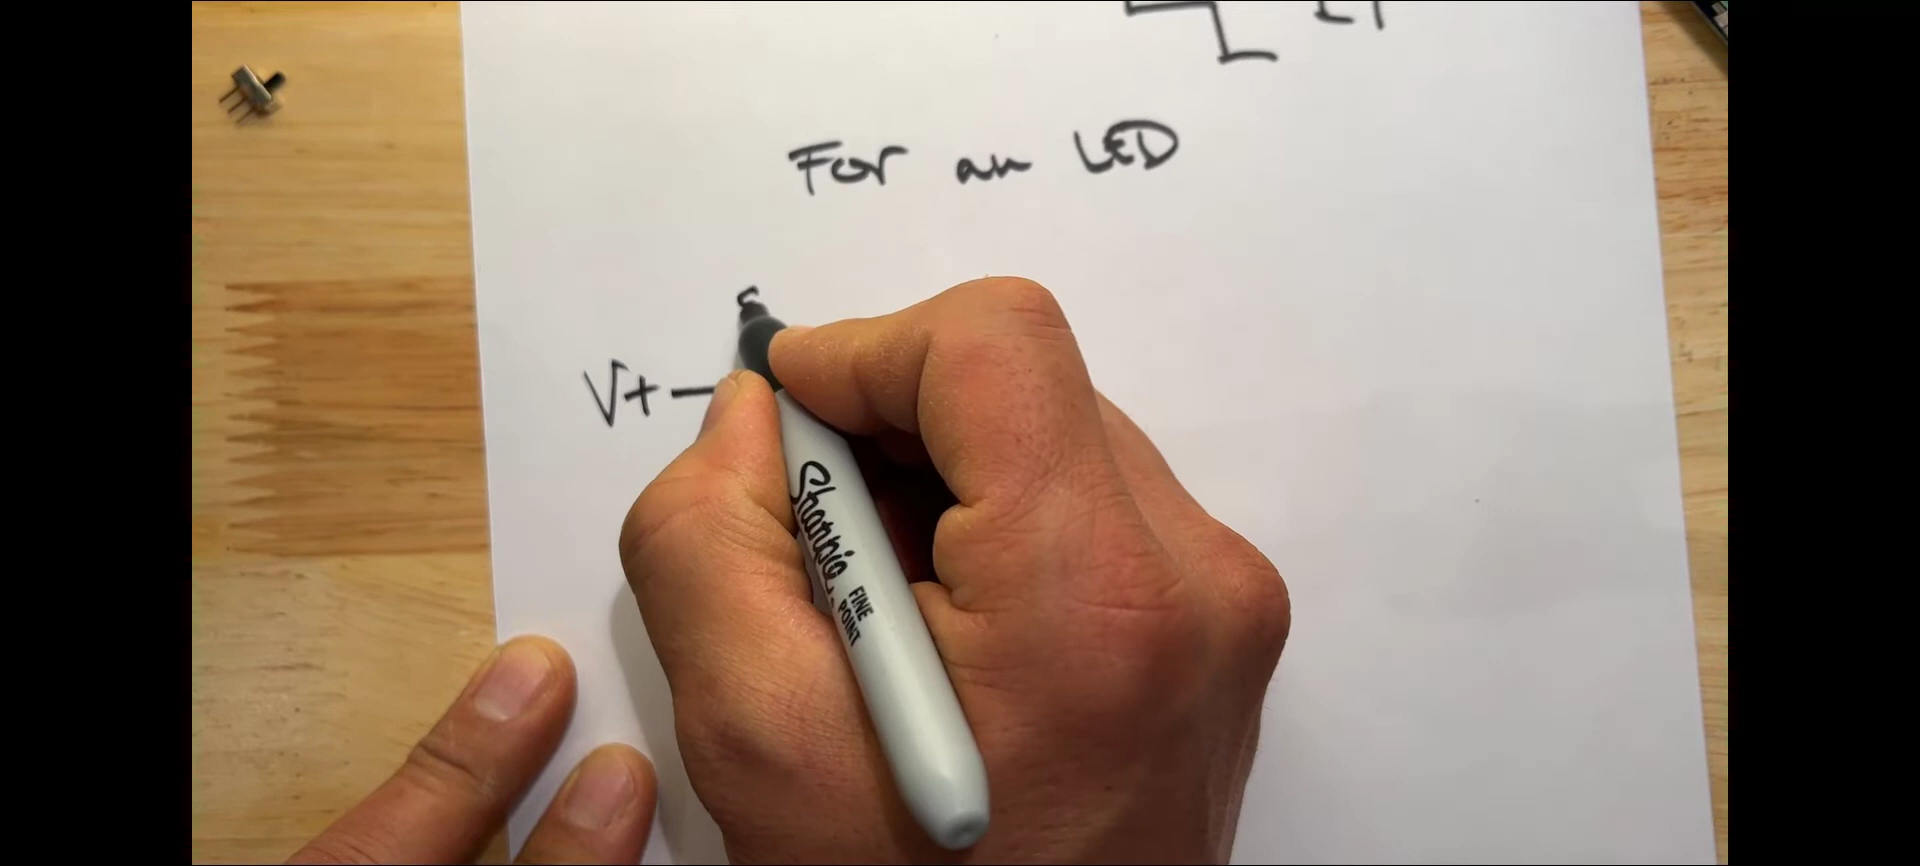 For an LED
V+
Sharpie
FINE
POINT